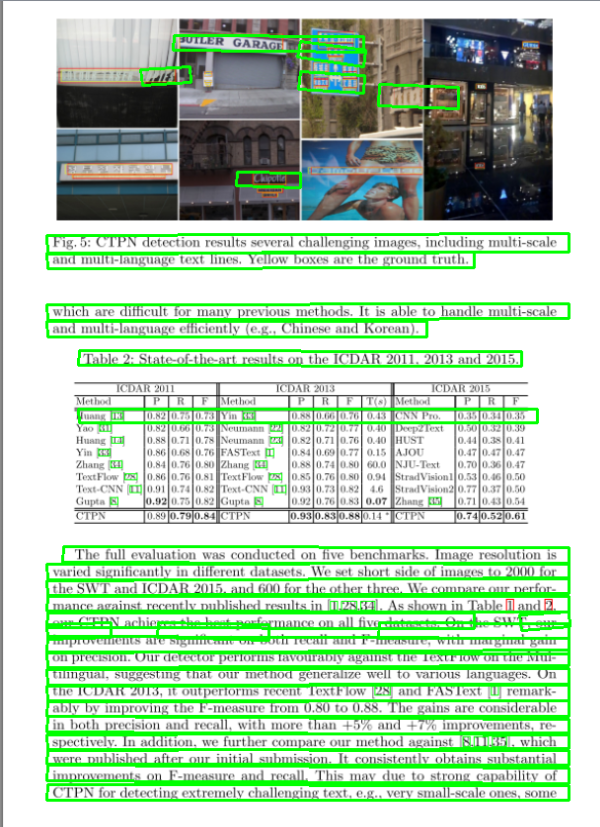 BUTLER GARAGE
Fig. 5: CTPN detection results several challenging images, including multi-scale
and multi-language text lines. Yellow boxes are the ground truth.
which are difficult for many previous methods. It is able to handle multi-scale
and multi-language efficiently (e.g., Chinese and Korean).
Table 2: State-of-the-art results on the ICDAR 2011, 2013 and 2015.
ICDAR 2011 ICDAR 2013 ICDAR 2015
Method P R F Method P R F T(s) Method P R F
Huang [13] 0.82 0.75 0.73 Yin [33] 0.88 0.66 0.76 0.43 CNN Pro. 0.35 0.34 0.35
Yao [31] 0.82 0.66 0.73 Neumann [22] 0.82 0.72 0.77 0.40 Deep2Text 0.50 0.32 0.39
Huang [14] 0.88 0.71 0.78 Neumann [23] 0.82 0.71 0.76 0.40 HUST 0.44 0.38 0.41
Yin [33] 0.86 0.68 0.76 FASText [1] 0.84 0.69 0.77 0.15 AJOU 0.47 0.47 0.47
Zhang [34] 0.84 0.76 0.80 Zhang [34] 0.88 0.74 0.80 60.0 NJU-Text 0.70 0.36 0.47
TextFlow [28] 0.86 0.76 0.81 TextFlow [28] 0.85 0.76 0.80 0.94 StradVision1 0.53 0.46 0.50
Text-CNN [11] 0.91 0.74 0.82 Text-CNN [11] 0.93 0.73 0.82 4.6 StradVision2 0.77 0.37 0.50
Gupta [8] 0.92 0.75 0.82 Gupta [8] 0.92 0.76 0.83 0.07 Zhang [35] 0.71 0.43 0.54
CTPN 0.89 0.79 0.84 CTPN 0.93 0.83 0.88 0.14 * CTPN 0.74 0.52 0.61
The full evaluation was conducted on five benchmarks. Image resolution is
varied significantly in different datasets. We set short side of images to 2000 for
the SWT and ICDAR 2015, and 600 for the other three. We compare our perfor-
mance against recently published results in [1,28,34]. As shown in Table 1 and 2,
our CTPN achieves the best performance on all five datasets. On the SWT, our
improvements are significant on both recall and F-measure, with marginal gain
on precision. Our detector performs favourably against the TextFlow on the Mul-
tilingual, suggesting that our method generalize well to various languages. On
the ICDAR 2013, it outperforms recent TextFlow [28] and FASText [1] remark-
ably by improving the F-measure from 0.80 to 0.88. The gains are considerable
in both precision and recall, with more than +5% and +7% improvements, re-
spectively. In addition, we further compare our method against [8,11,35], which
were published after our initial submission. It consistently obtains substantial
improvements on F-measure and recall. This may due to strong capability of
CTPN for detecting extremely challenging text, e.g., very small-scale ones, some